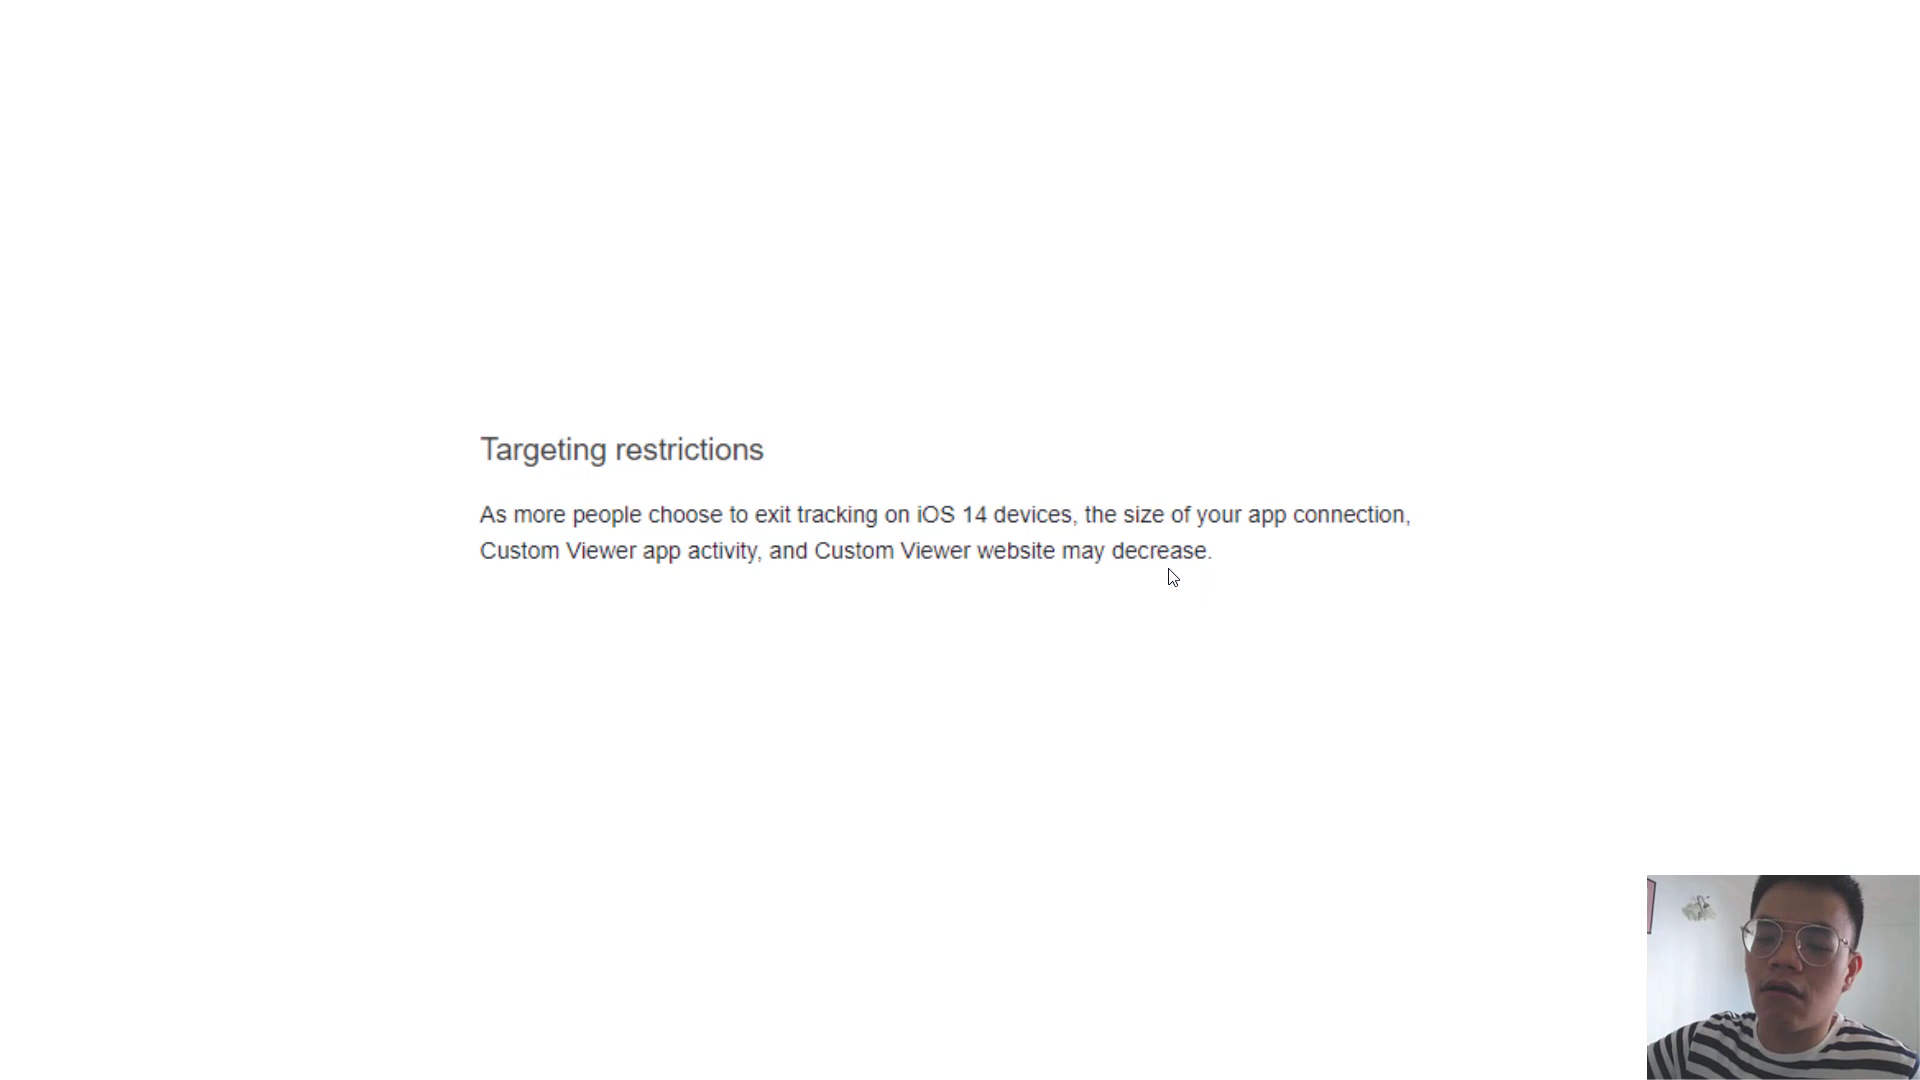 Targeting restrictions
As more people choose to exit tracking on iOS 14 devices, the size of your app connection,
Custom Viewer app activity, and Custom Viewer website may decrease.